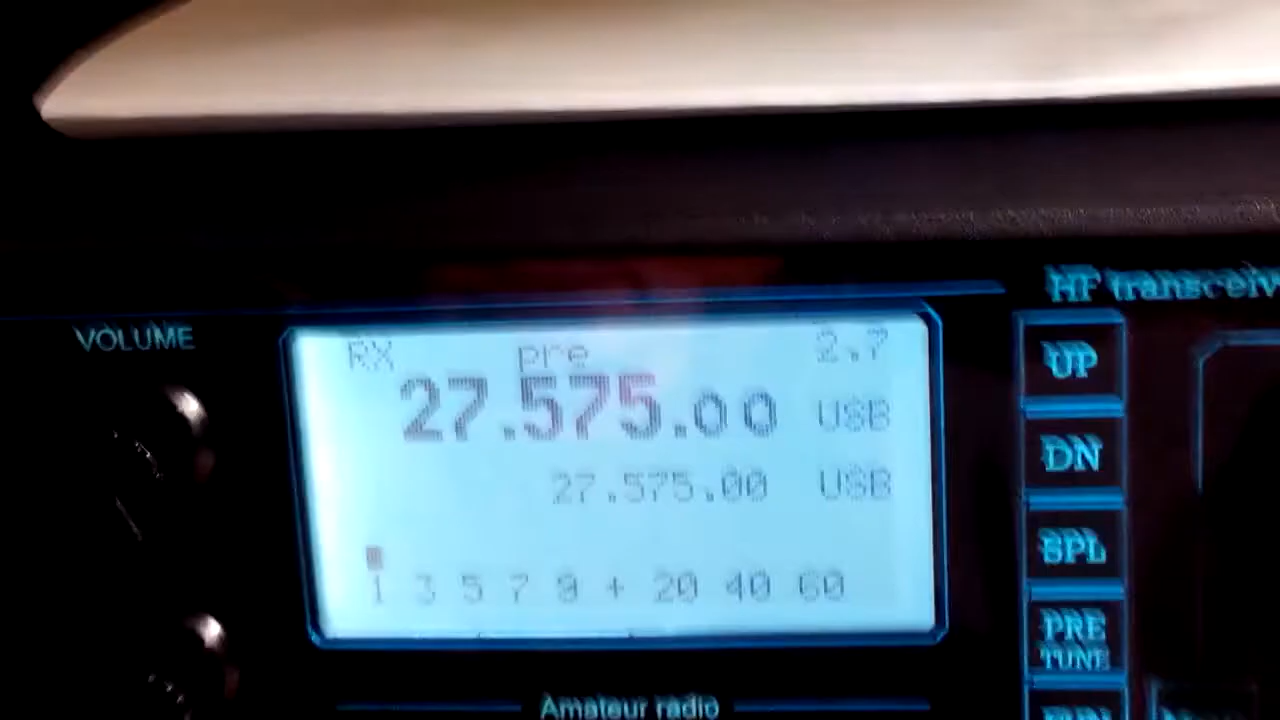 HF transceiv
VOLUME
RX pre 2.7
27.575.00 USB
27.575.00 USB
1 3 5 7 9 + 20 40 60
UP
DN
SPL
PRE
TUNE
Amateur radio